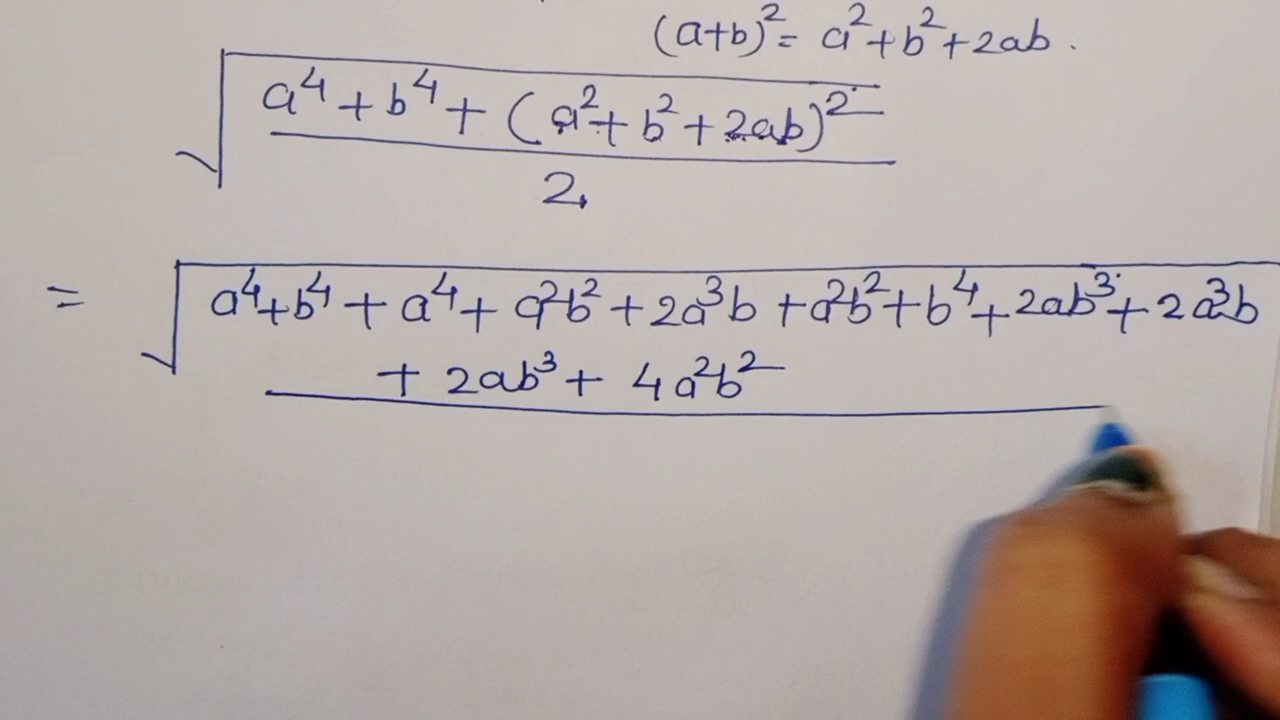 (a+b)² = a²+b²+2ab.
√ a⁴+b⁴+(a²+b²+2ab)²
2
= √ a⁴+b⁴+a⁴+a²b²+2a³b+a²b²+b⁴+2ab³+2a³b
+2ab³+4a²b²